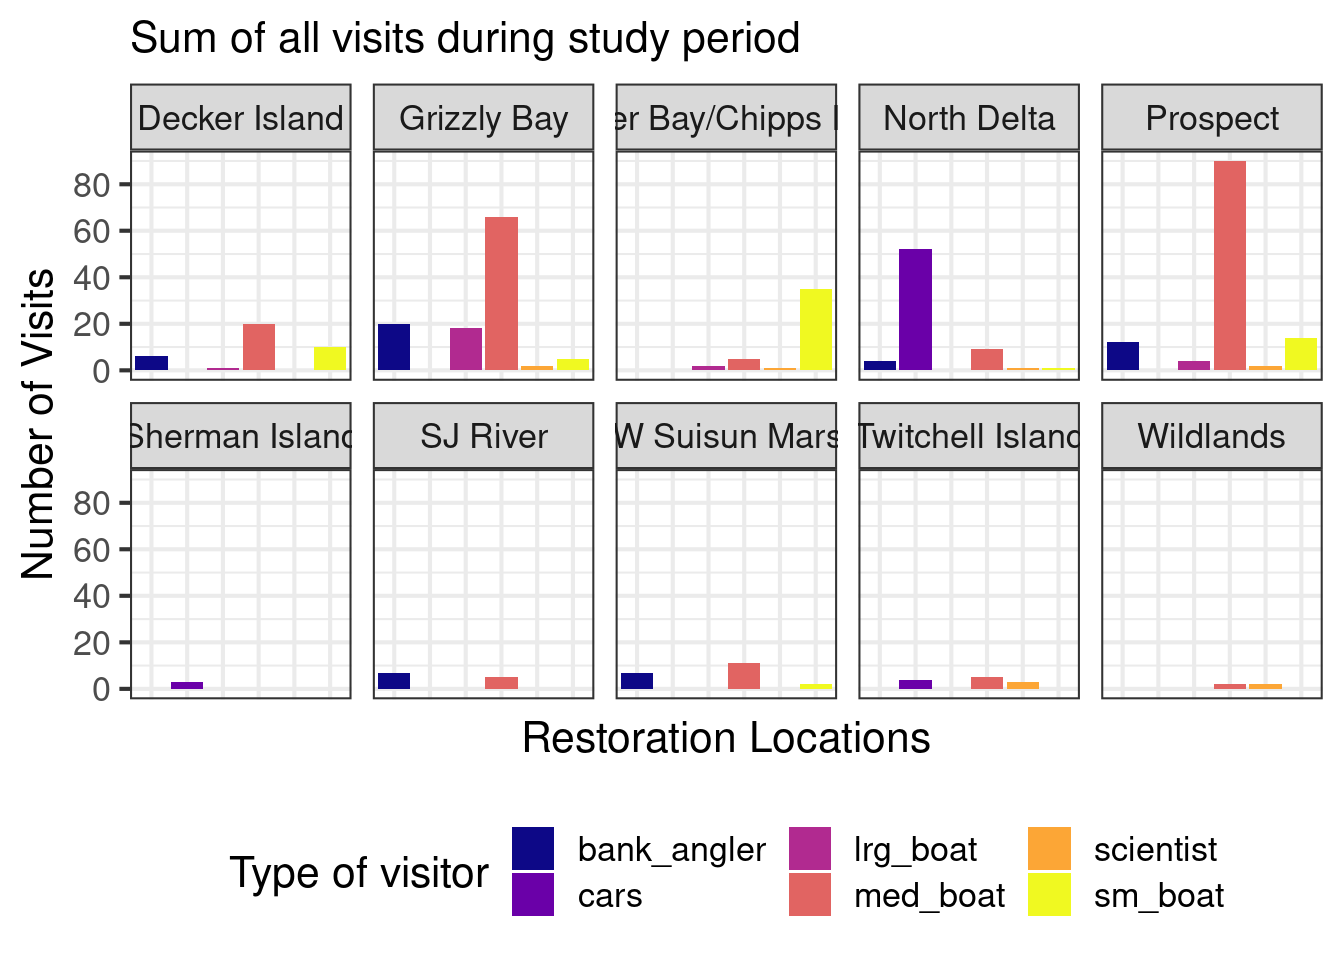 Sum of all visits during study period
Decker Island Grizzly Bay er Bay/Chipps North Delta Prospect
80
60
40
20
0
Sherman Island SJ River W Suisun Mars Twitchell Island Wildlands
80
60
40
20
0
Number of Visits
Restoration Locations
Type of visitor
bank_angler lrg_boat scientist
cars med_boat sm_boat